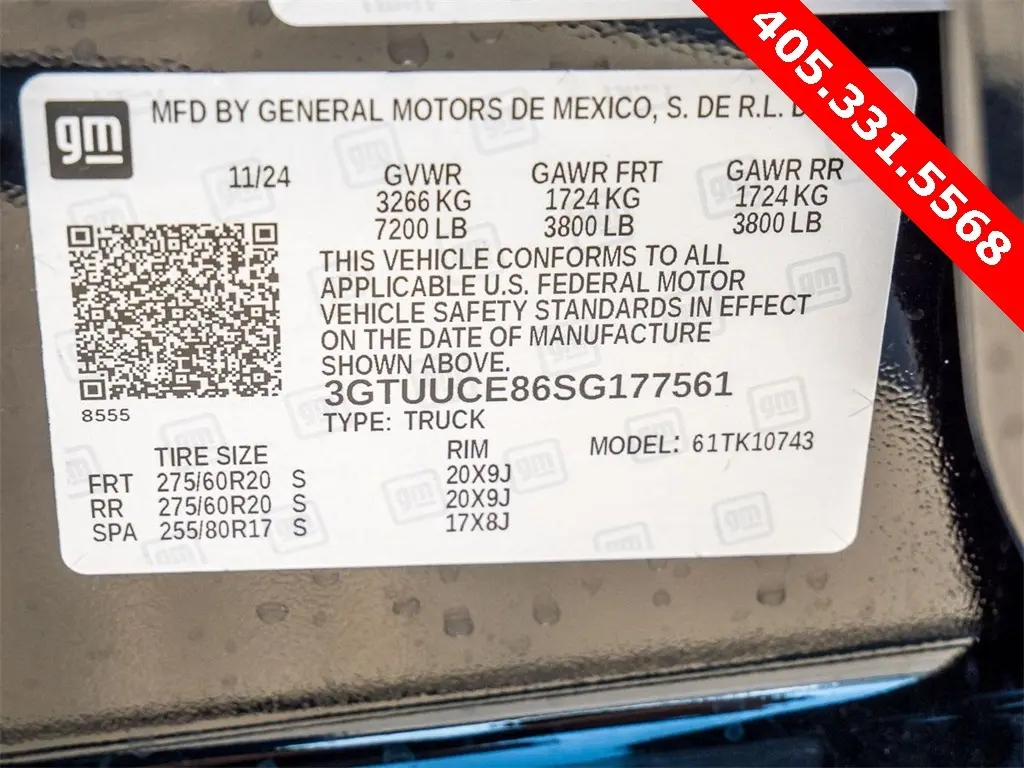 gm
MFD BY GENERAL MOTORS DE MEXICO, S. DE R.L.
405.331.5568
11/24 GVWR GAWR FRT GAWR RR
3266 KG 1724 KG 1724 KG
7200 LB 3800 LB 3800 LB
THIS VEHICLE CONFORMS TO ALL
APPLICABLE U.S. FEDERAL MOTOR
VEHICLE SAFETY STANDARDS IN EFFECT
ON THE DATE OF MANUFACTURE
SHOWN ABOVE.
3GTUUCE86SG177561
8555
TYPE: TRUCK
TIRE SIZE RIM MODEL: 61TK10743
FRT 275/60R20 S 20X9J
RR 275/60R20 S 20X9J
SPA 255/80R17 S 17X8J